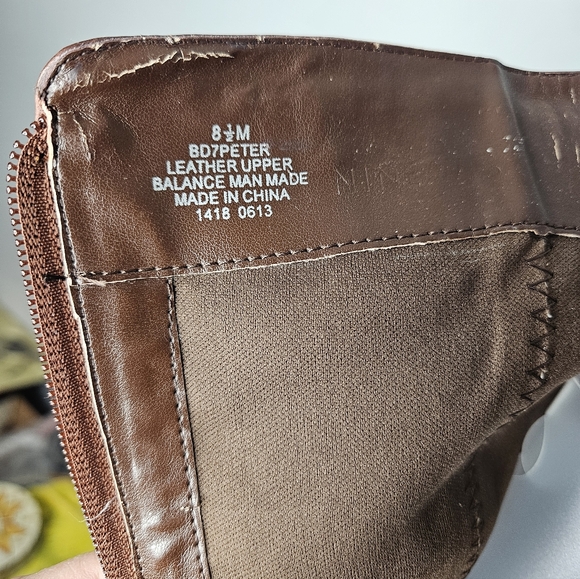 8½M
BD7PETER
LEATHER UPPER
BALANCE MAN MADE
MADE IN CHINA
1418 0613